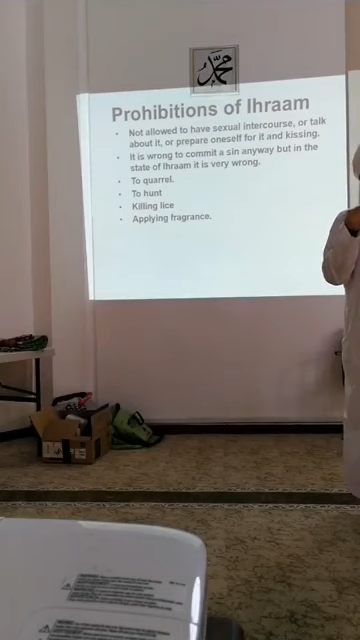 محمد
Prohibitions of Ihraam
• Not allowed to have sexual intercourse, or talk
about it, or prepare oneself for it and kissing.
• It is wrong to commit a sin anyway but in the
state of Ihraam it is very wrong.
• To quarrel.
• To hunt
• Killing lice
• Applying fragrance.